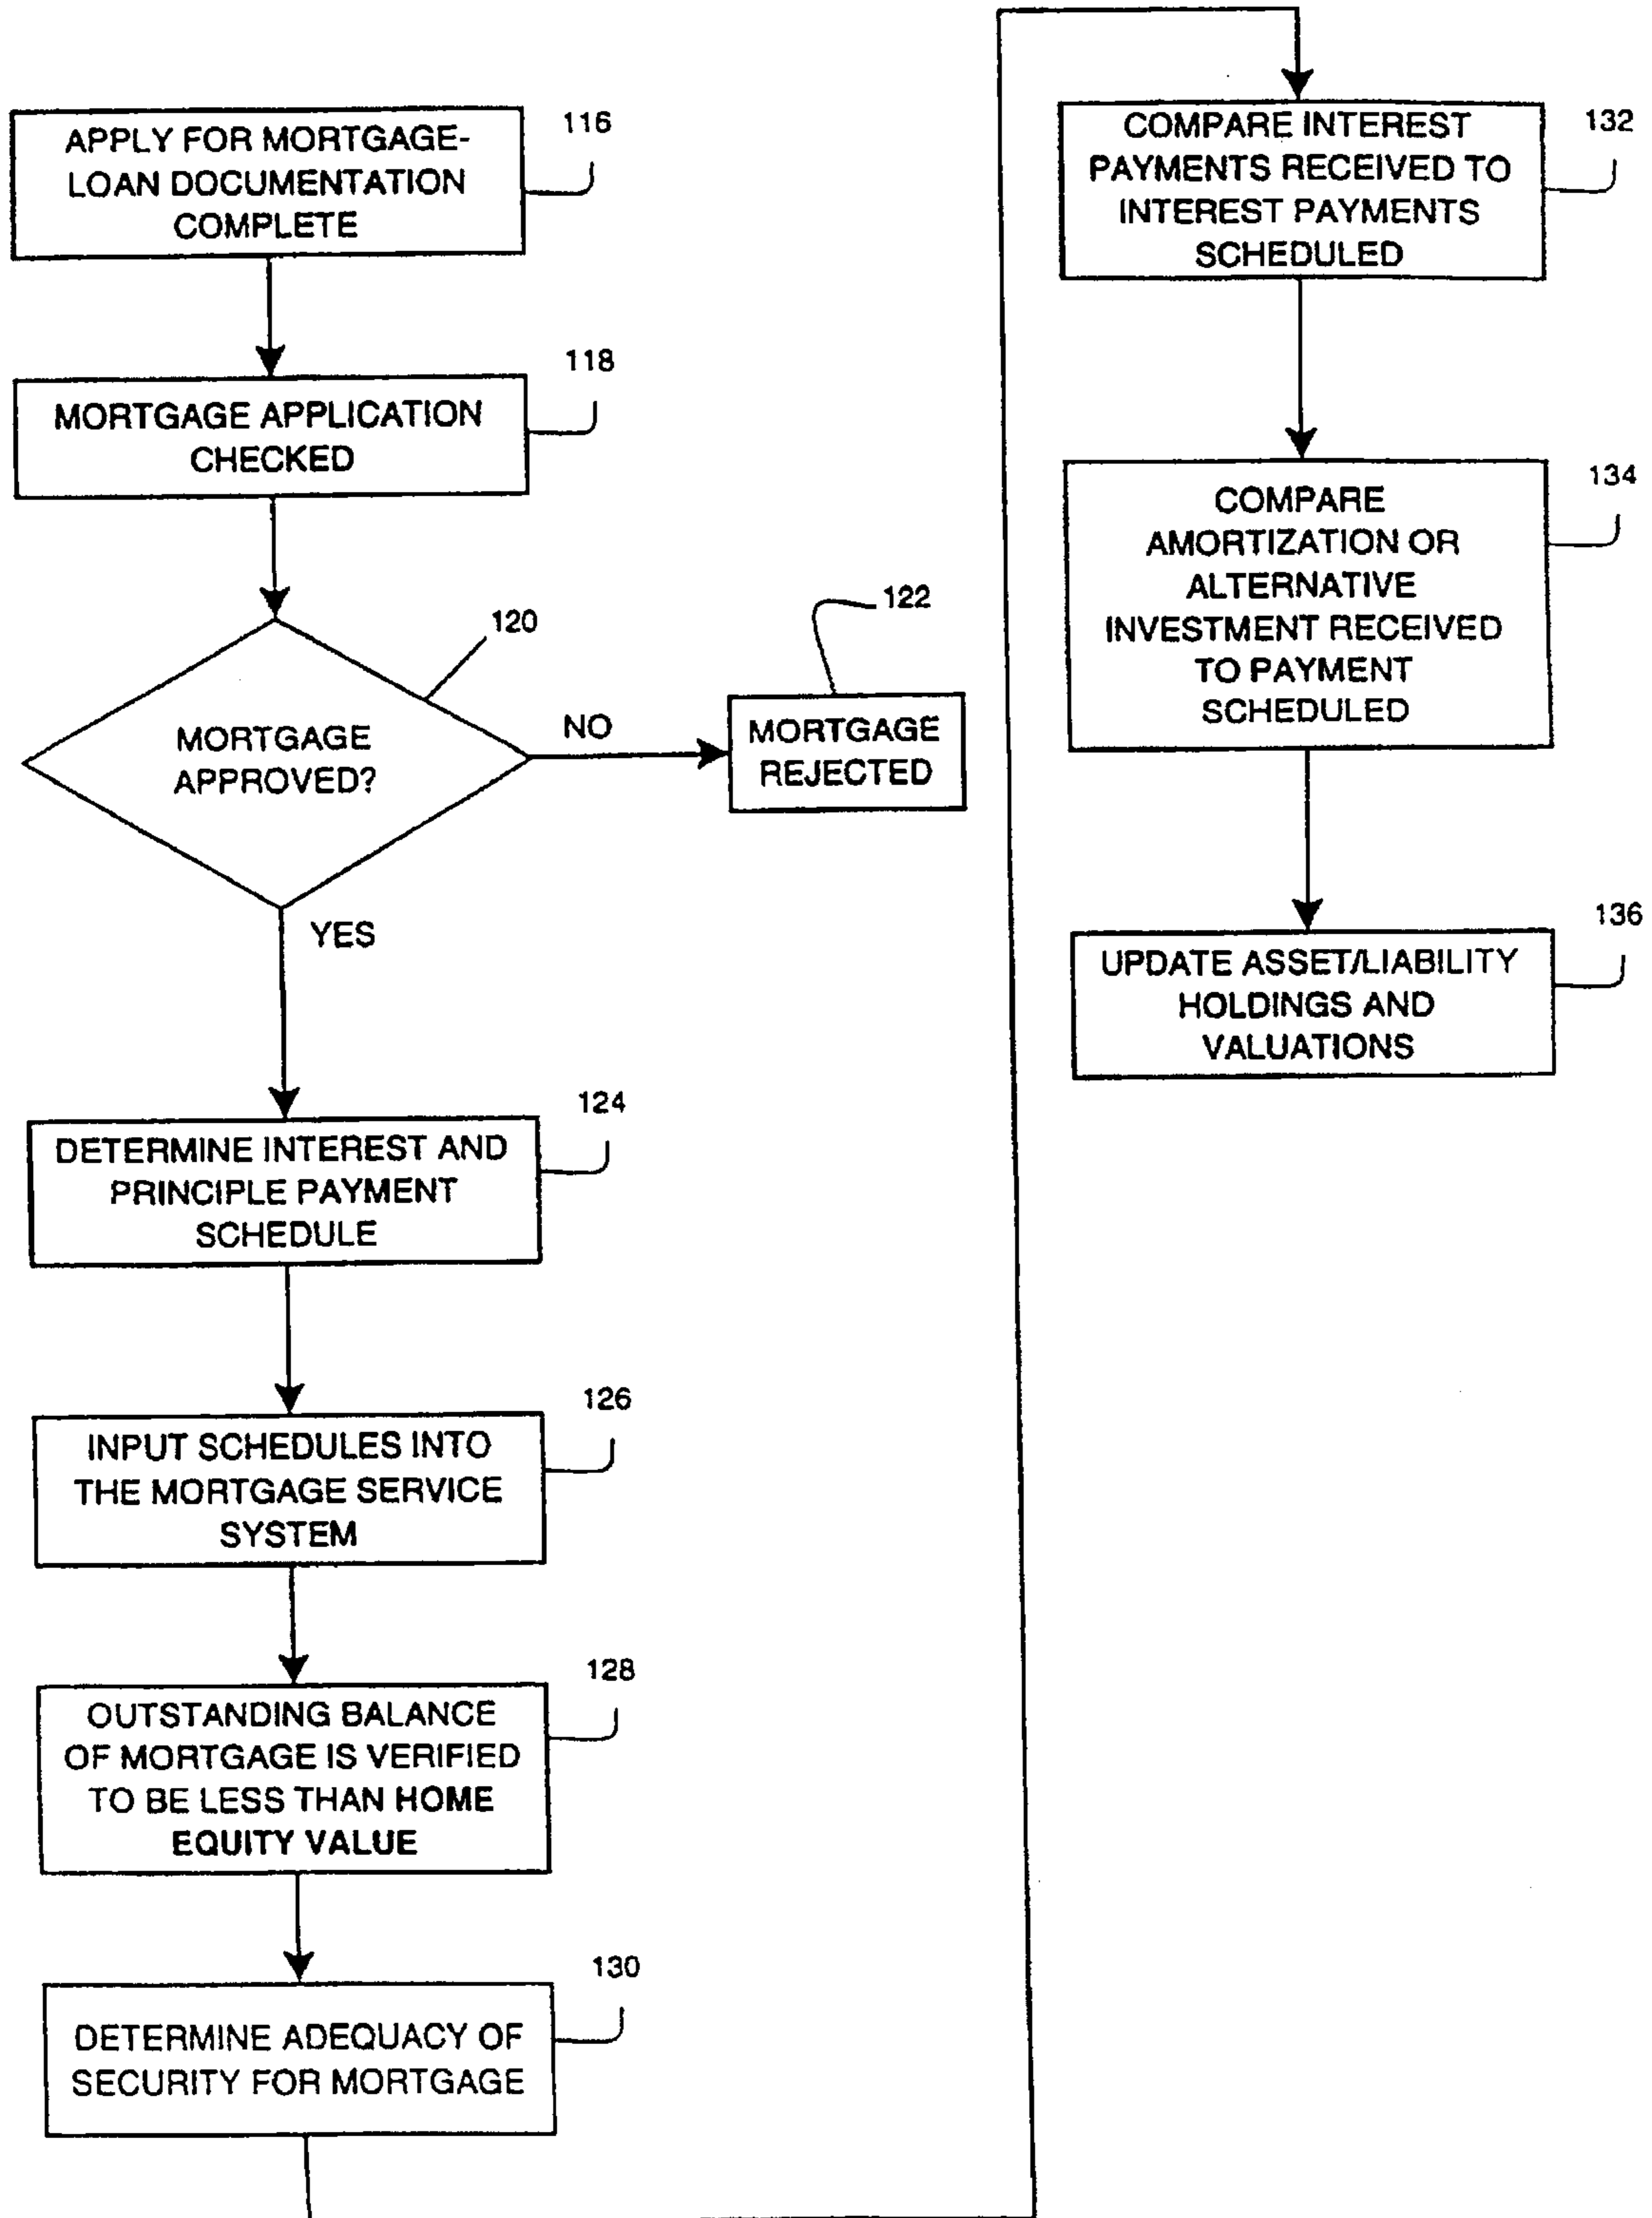 116
APPLY FOR MORTGAGE-
LOAN DOCUMENTATION
COMPLETE
118
MORTGAGE APPLICATION
CHECKED
120
MORTGAGE
APPROVED?
NO
122
MORTGAGE
REJECTED
YES
124
DETERMINE INTEREST AND
PRINCIPLE PAYMENT
SCHEDULE
126
INPUT SCHEDULES INTO
THE MORTGAGE SERVICE
SYSTEM
128
OUTSTANDING BALANCE
OF MORTGAGE IS VERIFIED
TO BE LESS THAN HOME
EQUITY VALUE
130
DETERMINE ADEQUACY OF
SECURITY FOR MORTGAGE
132
COMPARE INTEREST
PAYMENTS RECEIVED TO
INTEREST PAYMENTS
SCHEDULED
134
COMPARE
AMORTIZATION OR
ALTERNATIVE
INVESTMENT RECEIVED
TO PAYMENT
SCHEDULED
136
UPDATE ASSET/LIABILITY
HOLDINGS AND
VALUATIONS